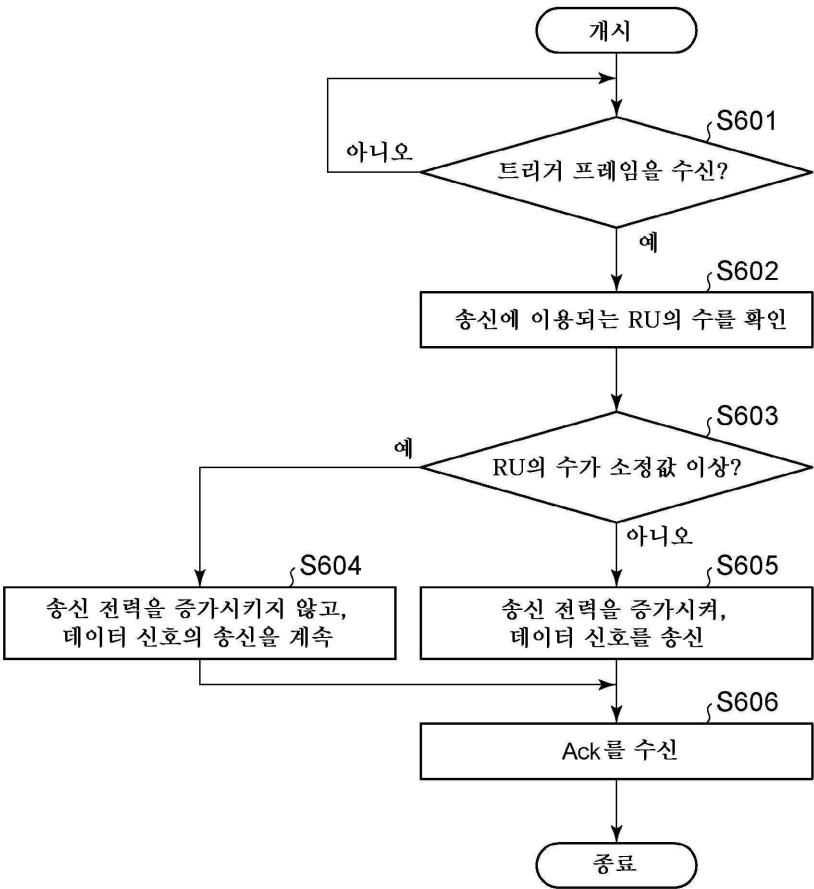 개시
S601
아니오
트리거 프레임을 수신?
예
S602
송신에 이용되는 RU의 수를 확인
S603
예
RU의 수가 소정값 이상?
아니오
S604
송신 전력을 증가시키지 않고,
데이터 신호의 송신을 계속
S605
송신 전력을 증가시켜,
데이터 신호를 송신
S606
Ack를 수신
종료